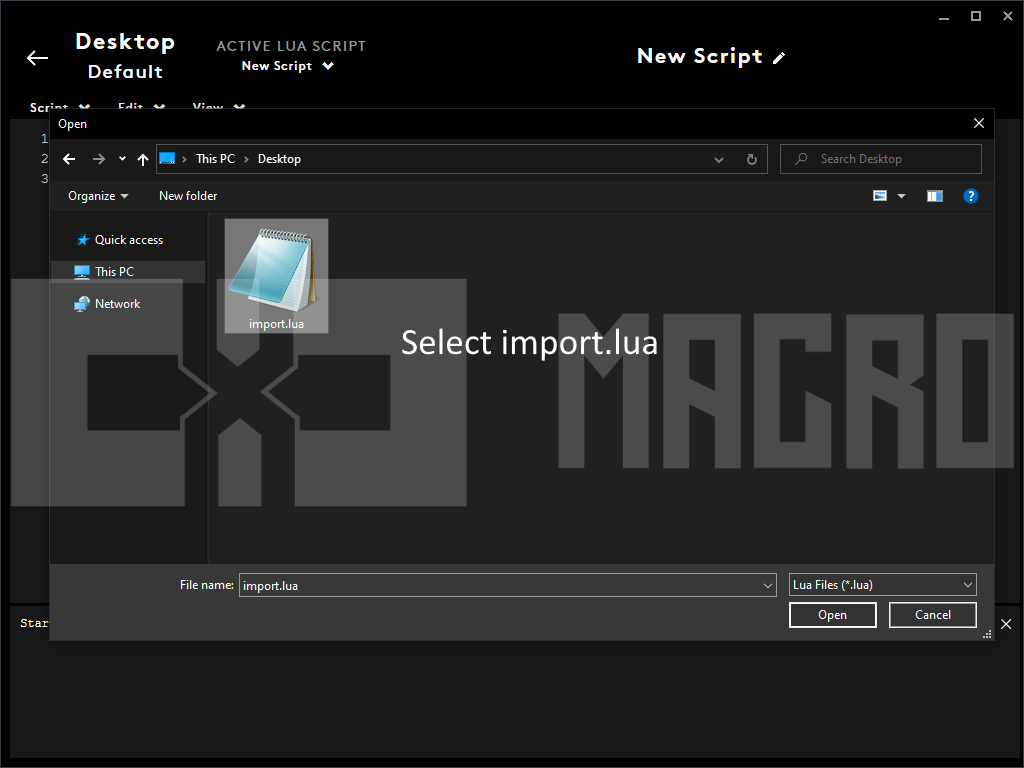 Desktop
Default
ACTIVE LUA SCRIPT
New Script
New Script
Script Edit View
Open
This PC Desktop
Search Desktop
Organize New folder
?
1
2
3
Quick access
This PC
Network
import.lua
Select import.lua
MACRO
File name: import.lua Lua Files (*.lua)
Open Cancel
Star